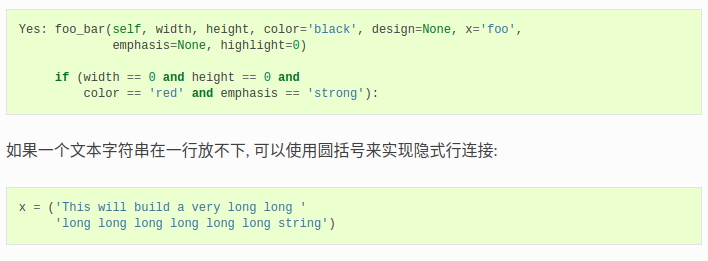 Yes: foo_bar(self, width, height, color='black', design=None, x='foo',
             emphasis=None, highlight=0)
     if (width == 0 and height == 0 and
         color == 'red' and emphasis == 'strong'):
如果一个文本字符串在一行放不下, 可以使用圆括号来实现隐式行连接:
x = ('This will build a very long long '
     'long long long long long long string')